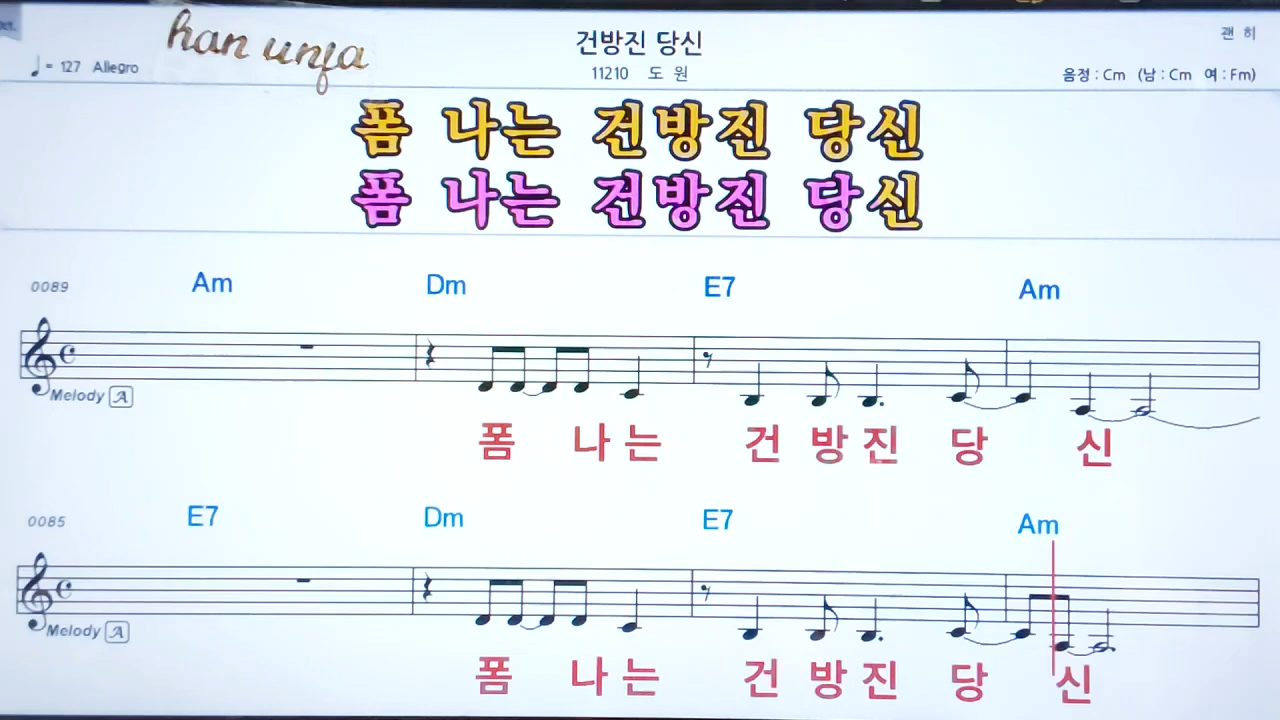 han unja
건방진 당신
괜 히
♩= 127 Allegro
11210 도 원
음정 : Cm (남 : Cm 여 : Fm)
폼 나는 건방진 당신
폼 나는 건방진 당신
0089 Am Dm E7 Am
Melody A
폼 나 는 건 방 진 당 신
0085 E7 Dm E7 Am
Melody A
폼 나 는 건 방 진 당 신